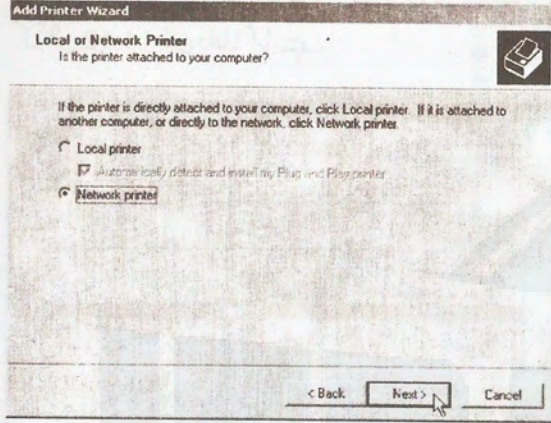 Add Printer Wizard
Local or Network Printer
Is the printer attached to your computer?
If the printer is directly attached to your computer, click Local printer. If it is attached to
another computer, or directly to the network, click Network printer.
Local printer
Automatically detect and install my Plug and Play printer
Network printer
< Back
Next >
Cancel